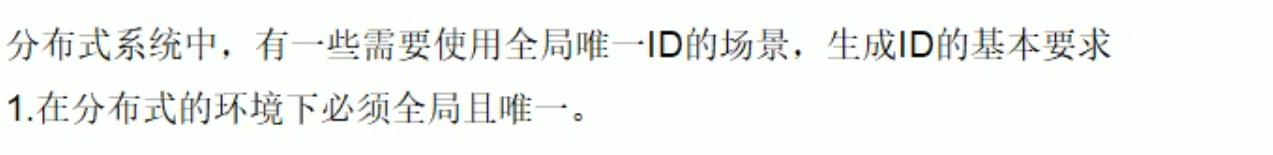 分布式系统中，有一些需要使用全局唯一ID的场景，生成ID的基本要求
1.在分布式的环境下必须全局且唯一。